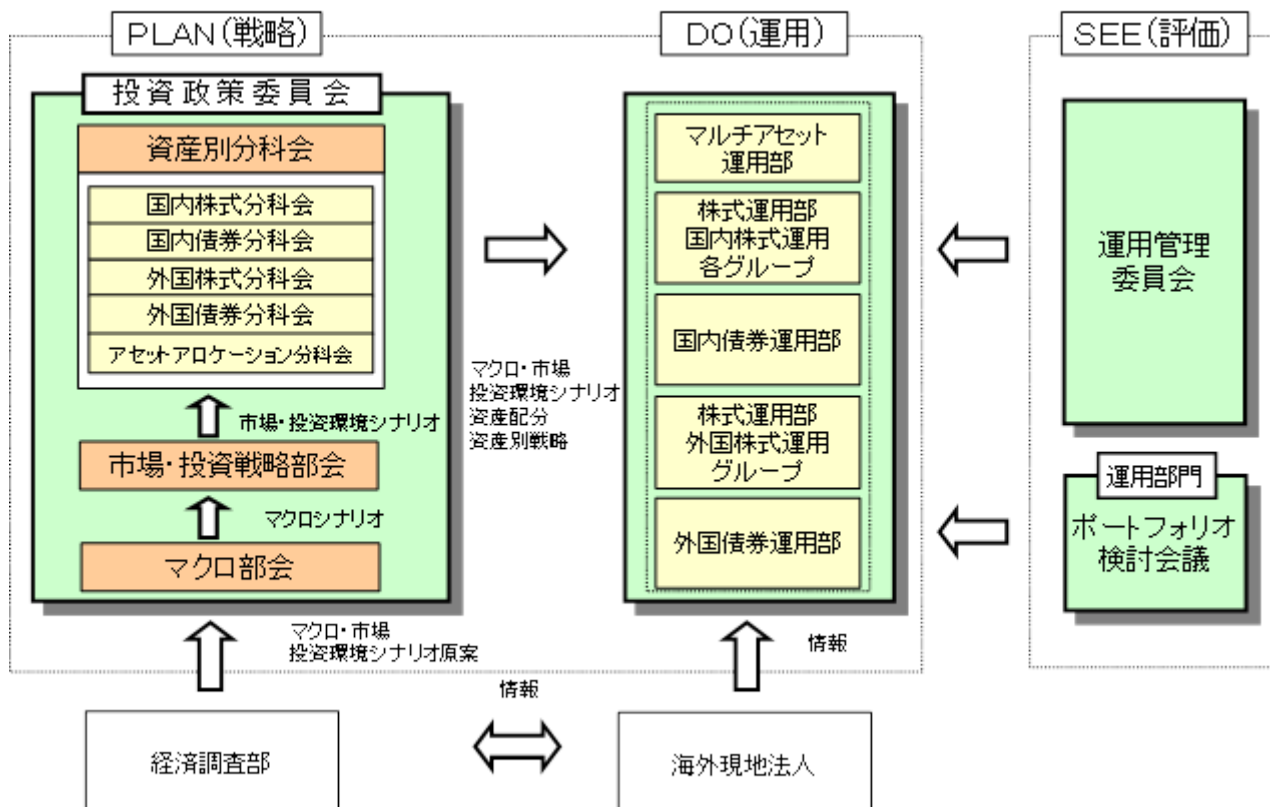 PLAN(戦略)
投資政策委員会
資産別分科会
国内株式分科会
国内債券分科会
外国株式分科会
外国債券分科会
アセットアロケーション分科会
市場・投資環境シナリオ
市場・投資戦略部会
マクロシナリオ
マクロ部会
マクロ・市場
投資環境シナリオ原案
経済調査部
マクロ・市場
投資環境シナリオ
資産配分
資産別戦略
情報
DO(運用)
マルチアセット
運用部
株式運用部
国内株式運用
各グループ
国内債券運用部
株式運用部
外国株式運用
グループ
外国債券運用部
情報
海外現地法人
SEE(評価)
運用管理
委員会
運用部門
ポートフォリオ
検討会議